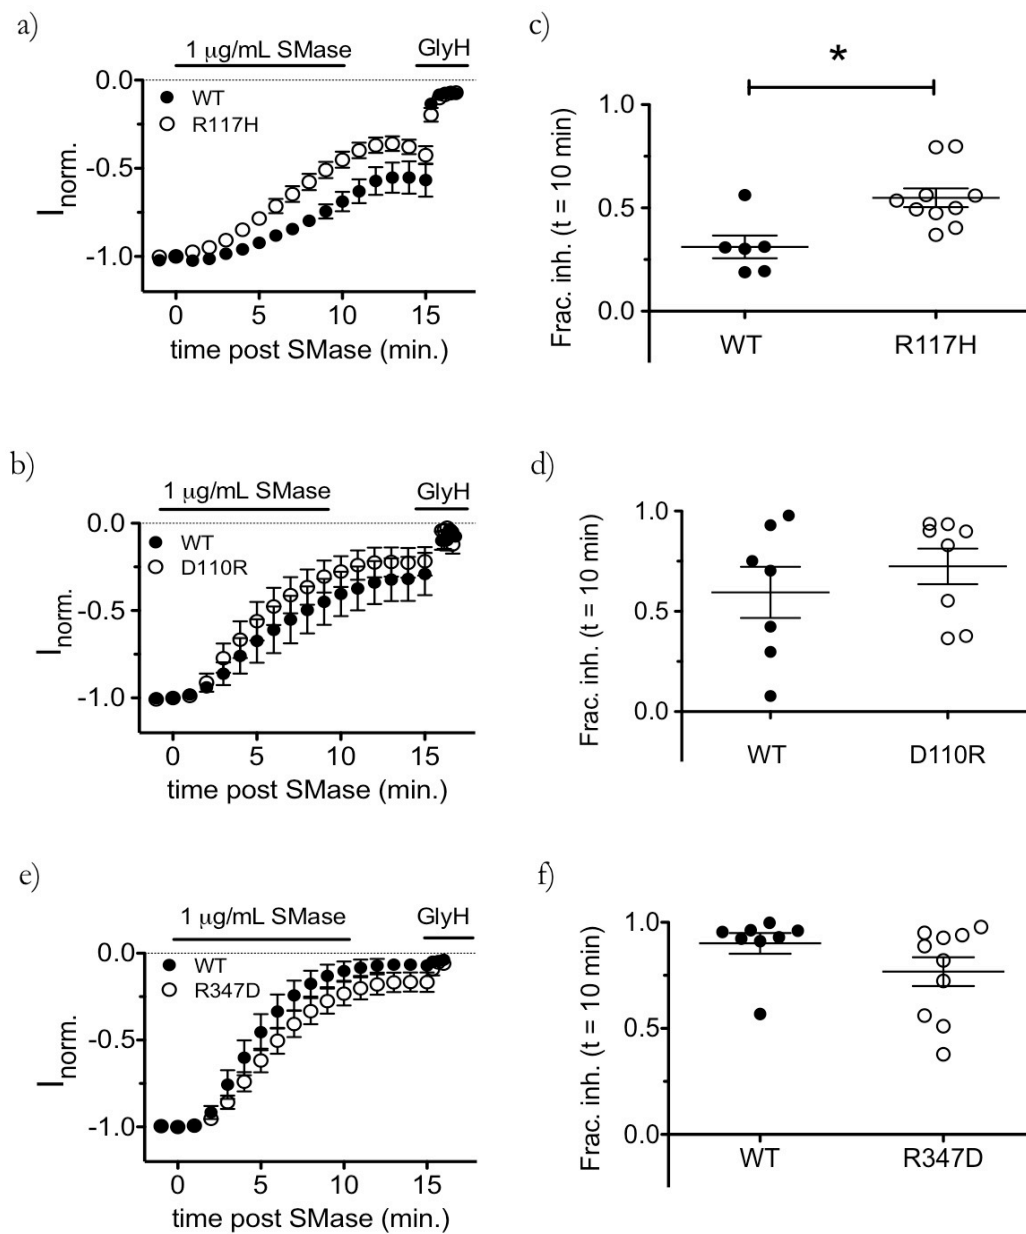 a)
1 μg/mL SMase GlyH
0.0
WT
R117H
-0.5
-1.0
I norm.
0 5 10 15
time post SMase (min.)
c)
*
1.0
0.5
0.0
Frac. inh. (t = 10 min)
WT R117H
b)
1 μg/mL SMase GlyH
0.0
WT
D110R
-0.5
-1.0
I norm.
0 5 10 15
time post SMase (min.)
d)
1.0
0.5
0.0
Frac. inh. (t = 10 min)
WT D110R
e)
1 μg/mL SMase GlyH
0.0
WT
R347D
-0.5
-1.0
I norm.
0 5 10 15
time post SMase (min.)
f)
1.0
0.5
0.0
Frac. inh. (t = 10 min)
WT R347D